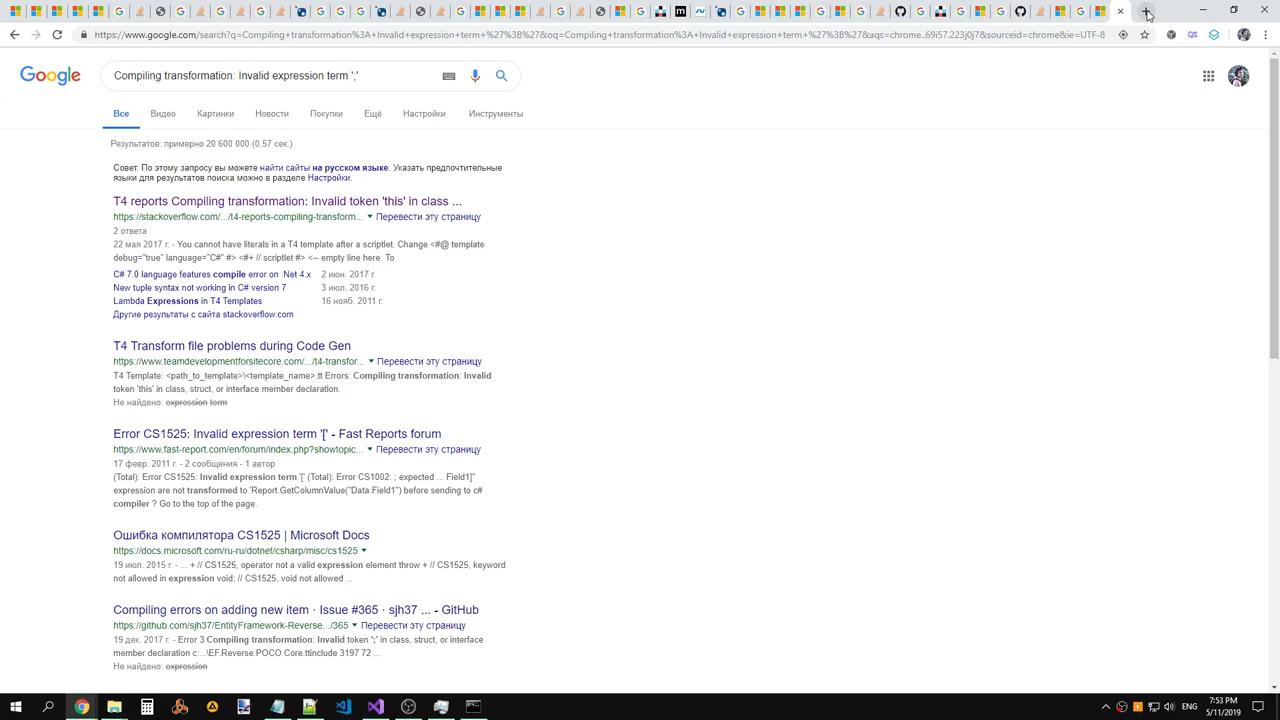 https://www.google.com/search?q=Compiling+transformation%3A+Invalid+expression+term+%27%3B%27&oq=Compiling+transformation%3A+Invalid+expression+term+%27%3B%27&aqs=chrome..69i57.223j0j7&sourceid=chrome&ie=UTF-8
Google
Compiling transformation: Invalid expression term ';'
Все Видео Картинки Новости Покупки Ещё Настройки Инструменты
Результатов: примерно 20 600 000 (0,57 сек.)
Совет. По этому запросу вы можете найти сайты на русском языке. Указать предпочтительные
языки для результатов поиска можно в разделе Настройки.
T4 reports Compiling transformation: Invalid token 'this' in class ...
https://stackoverflow.com/.../t4-reports-compiling-transform... Перевести эту страницу
2 ответа
22 мая 2017 г. - You cannot have literals in a T4 template after a scriptlet. Change <#@ template
debug="true" language="C#" #> <#+ // scriptlet #> <-- empty line here. To
C# 7.0 language features compile error on .Net 4.x 2 июн. 2017 г.
New tuple syntax not working in C# version 7 3 июл. 2016 г.
Lambda Expressions in T4 Templates 16 нояб. 2011 г.
Другие результаты с сайта stackoverflow.com
T4 Transform file problems during Code Gen
https://www.teamdevelopmentforsitecore.com/.../t4-transfor... Перевести эту страницу
T4 Template: <path_to_template>\<template_name>.tt Errors: Compiling transformation: Invalid
token 'this' in class, struct, or interface member declaration.
Не найдено: expression term
Error CS1525: Invalid expression term '[' - Fast Reports forum
https://www.fast-report.com/en/forum/index.php?showtopic... Перевести эту страницу
17 февр. 2011 г. - 2 сообщения - 1 автор
(Total): Error CS1525: Invalid expression term '[' (Total): Error CS1002: ; expected ... Field1]"
expression are not transformed to 'Report.GetColumnValue("Data.Field1") before sending to c#
compiler ? Go to the top of the page.
Ошибка компилятора CS1525 | Microsoft Docs
https://docs.microsoft.com/ru-ru/dotnet/csharp/misc/cs1525
19 июл. 2015 г. - ... + // CS1525, operator not a valid expression element throw + // CS1525, keyword
not allowed in expression void; // CS1525, void not allowed ...
Compiling errors on adding new item · Issue #365 · sjh37 ... - GitHub
https://github.com/sjh37/EntityFramework-Reverse.../365 Перевести эту страницу
19 дек. 2017 г. - Error 3 Compiling transformation: Invalid token ';' in class, struct, or interface
member declaration c:...\EF.Reverse.POCO.Core.ttinclude 3197 72 ...
Не найдено: expression
ENG
7:53 PM
5/11/2019